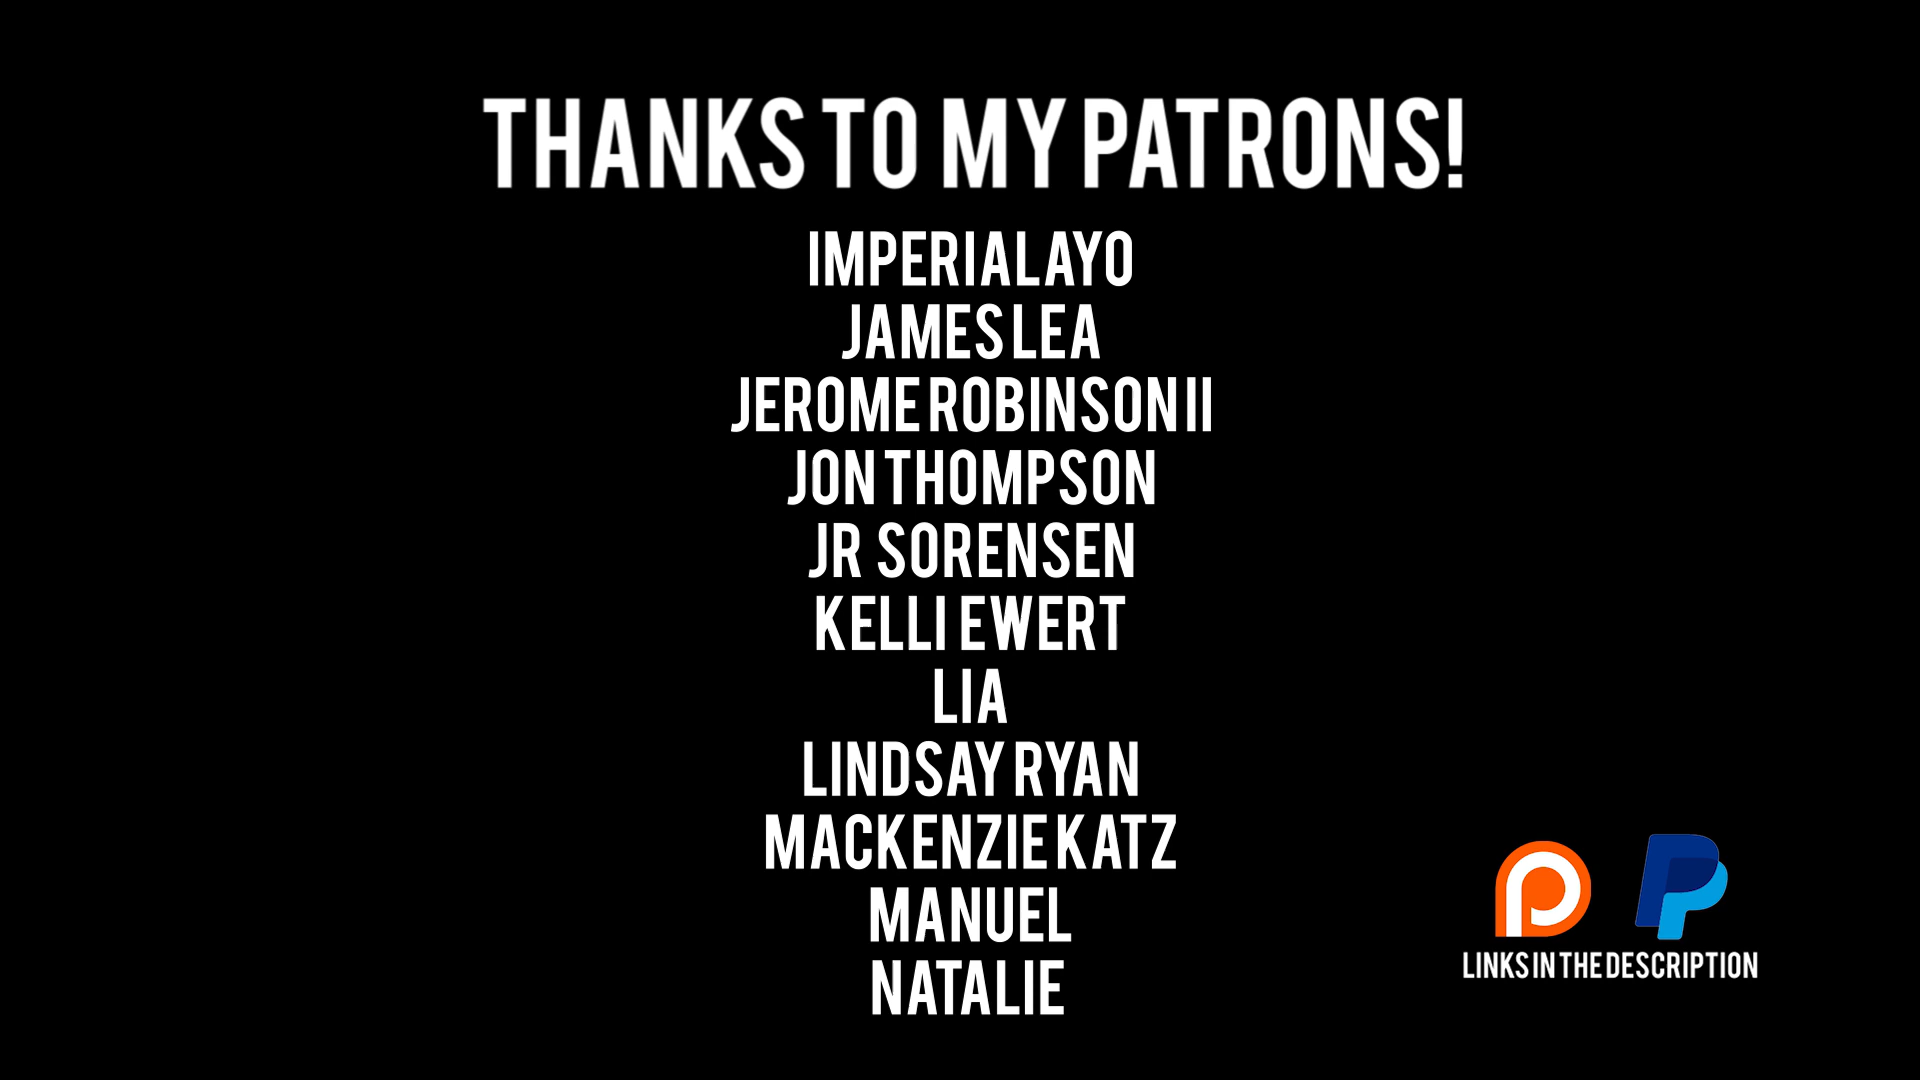 THANKS TO MY PATRONS!
IMPERIALAYO
JAMES LEA
JEROME ROBINSON II
JON THOMPSON
JR SORENSEN
KELLI EWERT
LIA
LINDSAY RYAN
MACKENZIE KATZ
MANUEL
NATALIE
LINKS IN THE DESCRIPTION